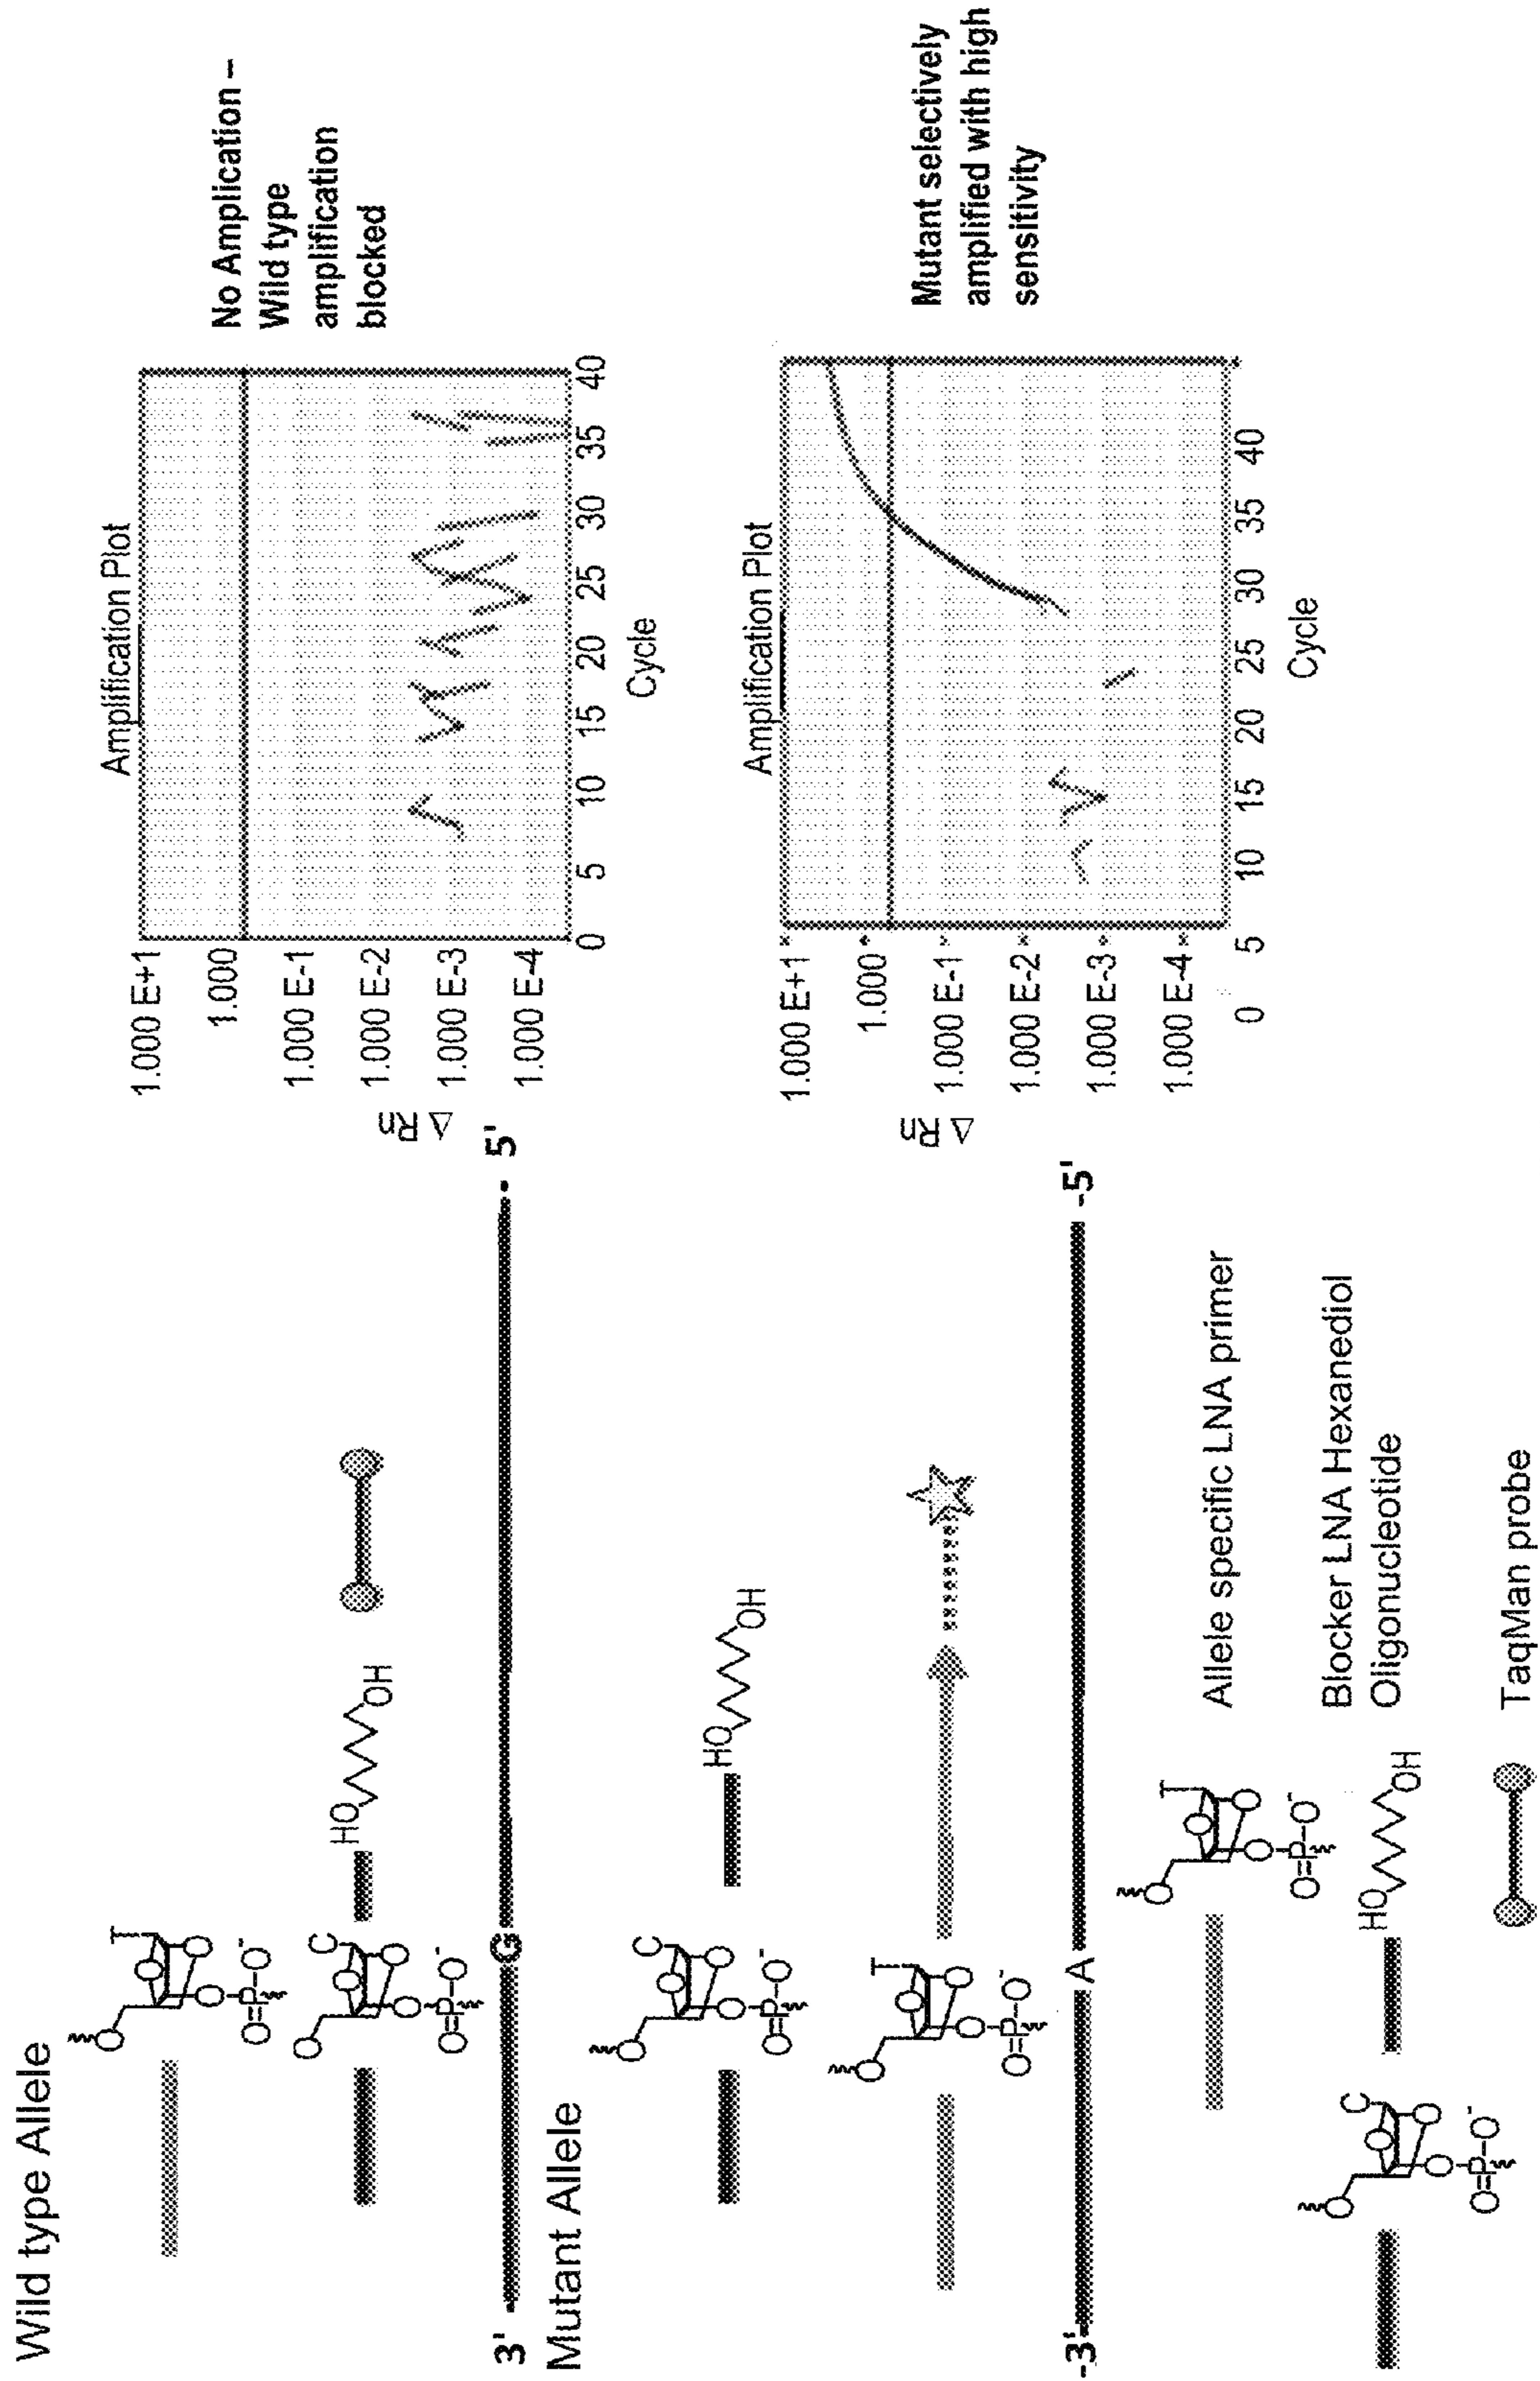 Wild type Allele
T
O
O
O
O=P-O-
O
HO
OH
C
O
O
O
O=P-O-
3'
G
5'
Amplification Plot
1.000 E+1
1.000
1.000 E-1
1.000 E-2
1.000 E-3
1.000 E-4
Δ Rn
0 5 10 15 20 25 30 35 40
Cycle
No Amplication –
Wild type
amplification
blocked
Mutant Allele
C
O
O
O
O=P-O-
O
HO
OH
T
O
O
O
O=P-O-
O
-3'-
A
-5'
Amplification Plot
1.000 E+1
1.000
1.000 E-1
1.000 E-2
1.000 E-3
1.000 E-4
Δ Rn
0 5 10 15 20 25 30 35 40
Cycle
Mutant selectively
amplified with high
sensitivity
T
O
O
O
O=P-O-
O
Allele specific LNA primer
C
O
O
O
O=P-O-
O
HO
OH
Blocker LNA Hexanediol
Oligonucleotide
TaqMan probe